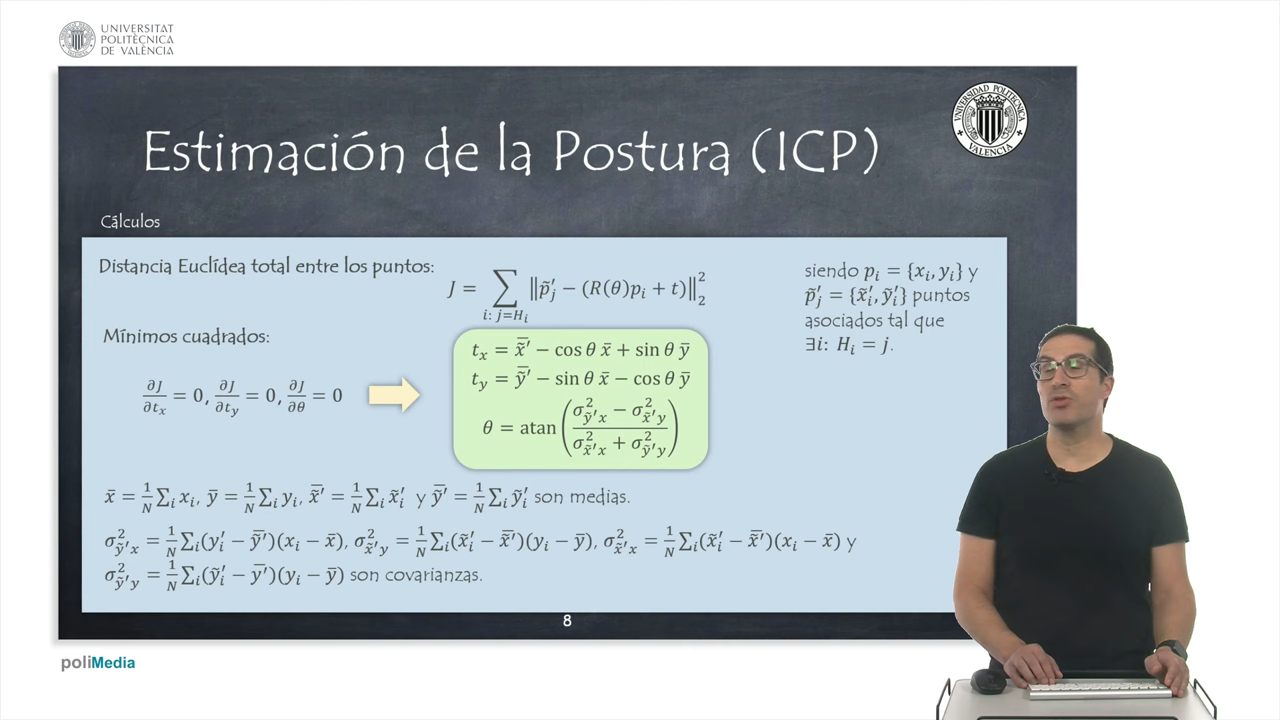 UNIVERSITAT
POLITÈCNICA
DE VALÈNCIA
UNIVERSIDAD POLITECNICA
VALENCIA
Estimación de la Postura (ICP)
Cálculos
Distancia Euclídea total entre los puntos:
J = ∑_{i: j=H_i} ‖p̃′_j − (R(θ)p_i + t)‖²₂
siendo p_i = {x_i, y_i} y
p̃′_j = {x̃′_i, ỹ′_i} puntos
asociados tal que
∃i: H_i = j.
Mínimos cuadrados:
∂J/∂t_x = 0, ∂J/∂t_y = 0, ∂J/∂θ = 0
t_x = x̃̄′ − cos θ x̄ + sin θ ȳ
t_y = ỹ̄′ − sin θ x̄ − cos θ ȳ
θ = atan((σ²_{ỹ′x} − σ²_{x̃′y})/(σ²_{x̃′x} + σ²_{ỹ′y}))
x̄ = 1/N ∑_i x_i, ȳ = 1/N ∑_i y_i, x̃̄′ = 1/N ∑_i x̃′_i y ỹ̄′ = 1/N ∑_i ỹ′_i son medias.
σ²_{ỹ′x} = 1/N ∑_i(y′_i − ỹ̄′)(x_i − x̄), σ²_{x̃′y} = 1/N ∑_i(x̃′_i − x̃̄′)(y_i − ȳ), σ²_{x̃′x} = 1/N ∑_i(x̃′_i − x̃̄′)(x_i − x̄) y
σ²_{ỹ′y} = 1/N ∑_i(ỹ′_i − ỹ̄′)(y_i − ȳ) son covarianzas.
8
poliMedia